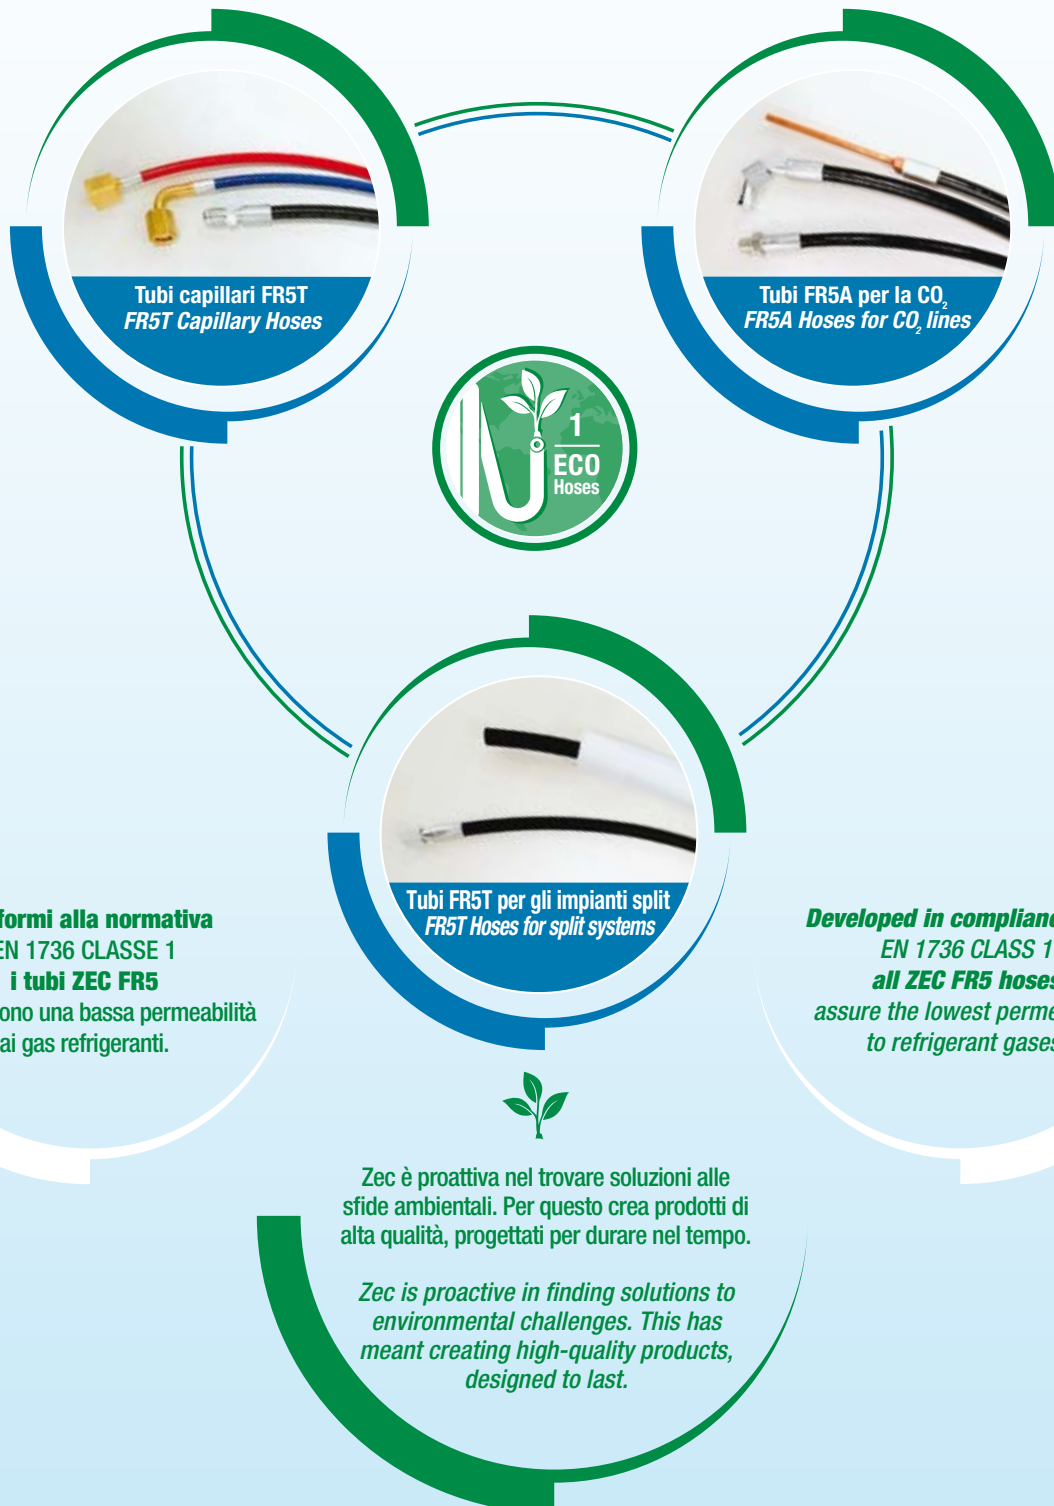 Tubi capillari FR5T
FR5T Capillary Hoses
Tubi FR5A per la CO₂
FR5A Hoses for CO₂ lines
1
ECO
Hoses
Tubi FR5T per gli impianti split
FR5T Hoses for split systems
formi alla normativa
EN 1736 CLASSE 1
i tubi ZEC FR5
ono una bassa permeabilità
ai gas refrigeranti.
Developed in complianc
EN 1736 CLASS 1
all ZEC FR5 hoses
assure the lowest perme
to refrigerant gases
Zec è proattiva nel trovare soluzioni alle
sfide ambientali. Per questo crea prodotti di
alta qualità, progettati per durare nel tempo.
Zec is proactive in finding solutions to
environmental challenges. This has
meant creating high-quality products,
designed to last.